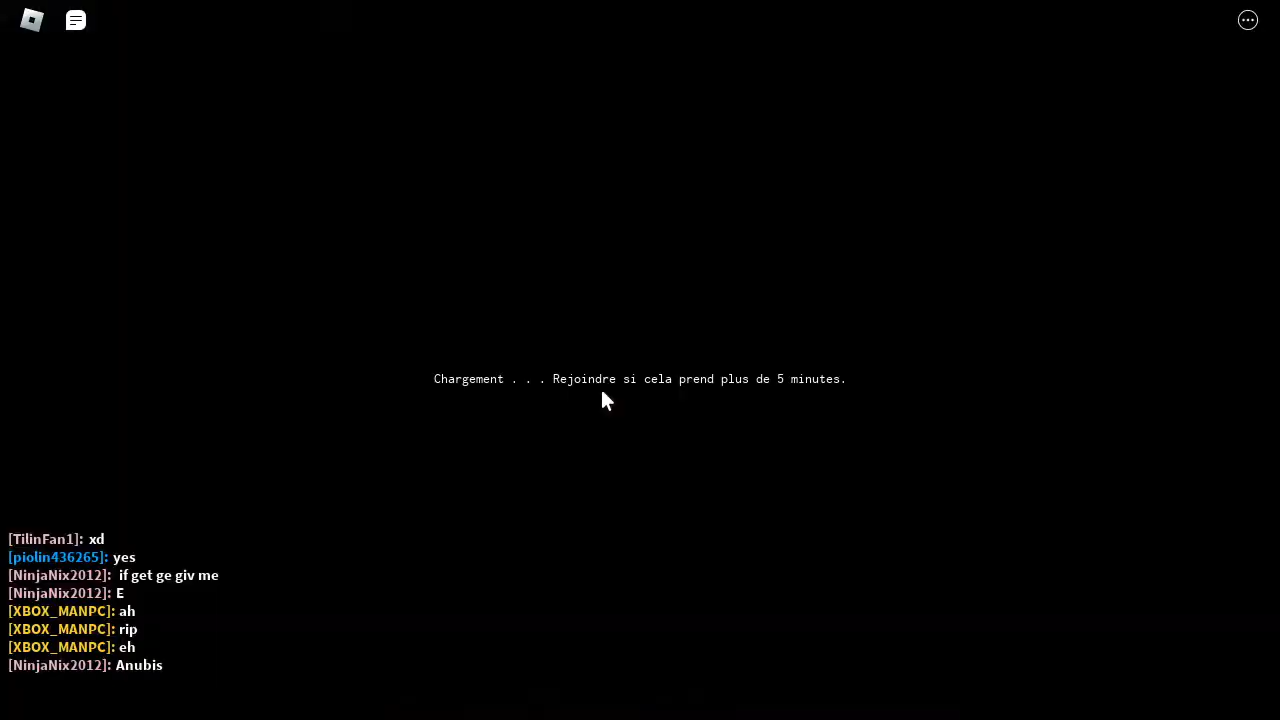 Chargement . . . Rejoindre si cela prend plus de 5 minutes.
[TilinFan1]: xd
[piolin436265]: yes
[NinjaNix2012]: if get ge giv me
[NinjaNix2012]: E
[XBOX_MANPC]: ah
[XBOX_MANPC]: rip
[XBOX_MANPC]: eh
[NinjaNix2012]: Anubis